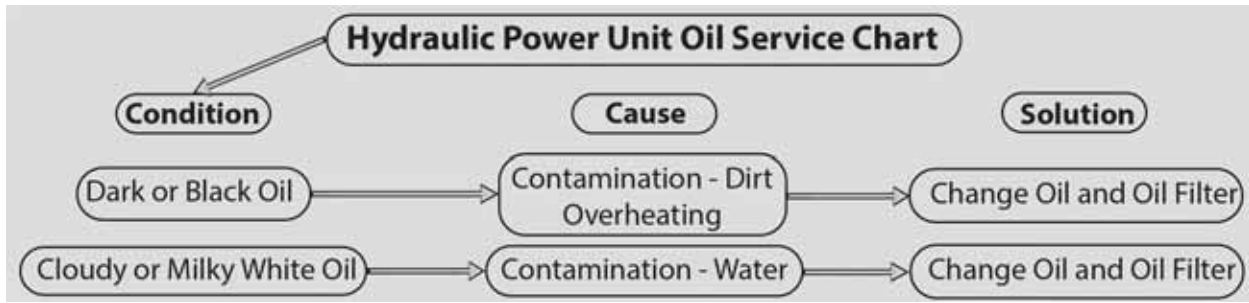 Hydraulic Power Unit Oil Service Chart
Condition
Cause
Solution
Dark or Black Oil
Contamination - Dirt
Overheating
Change Oil and Oil Filter
Cloudy or Milky White Oil
Contamination - Water
Change Oil and Oil Filter